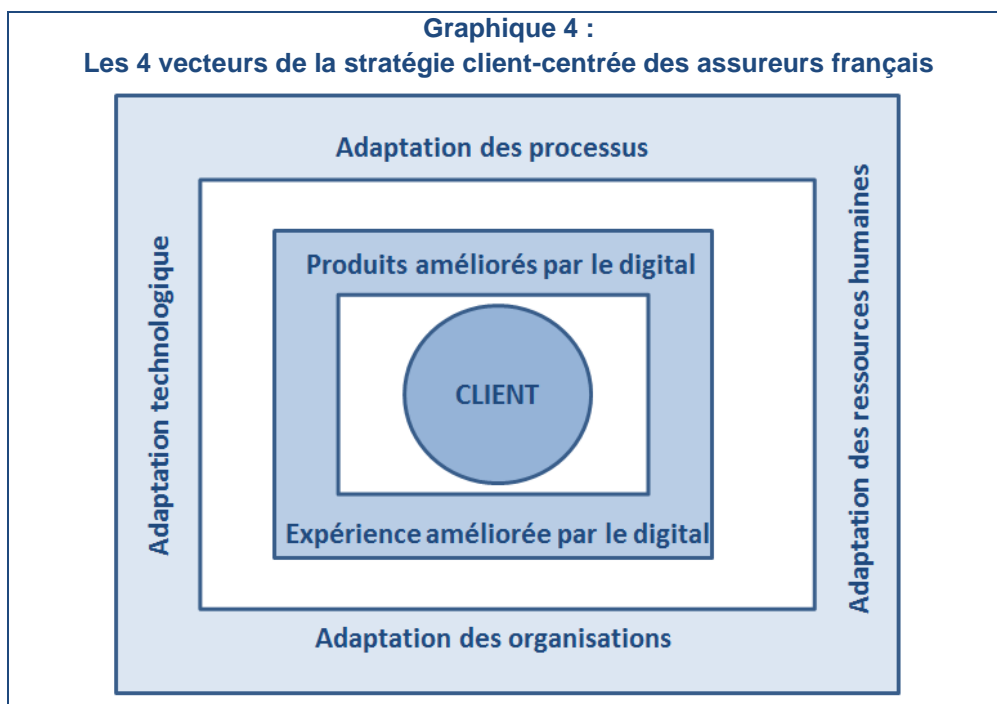 Graphique 4 :
Les 4 vecteurs de la stratégie client-centrée des assureurs français
Adaptation des processus
Adaptation technologique
Produits améliorés par le digital
CLIENT
Expérience améliorée par le digital
Adaptation des ressources humaines
Adaptation des organisations